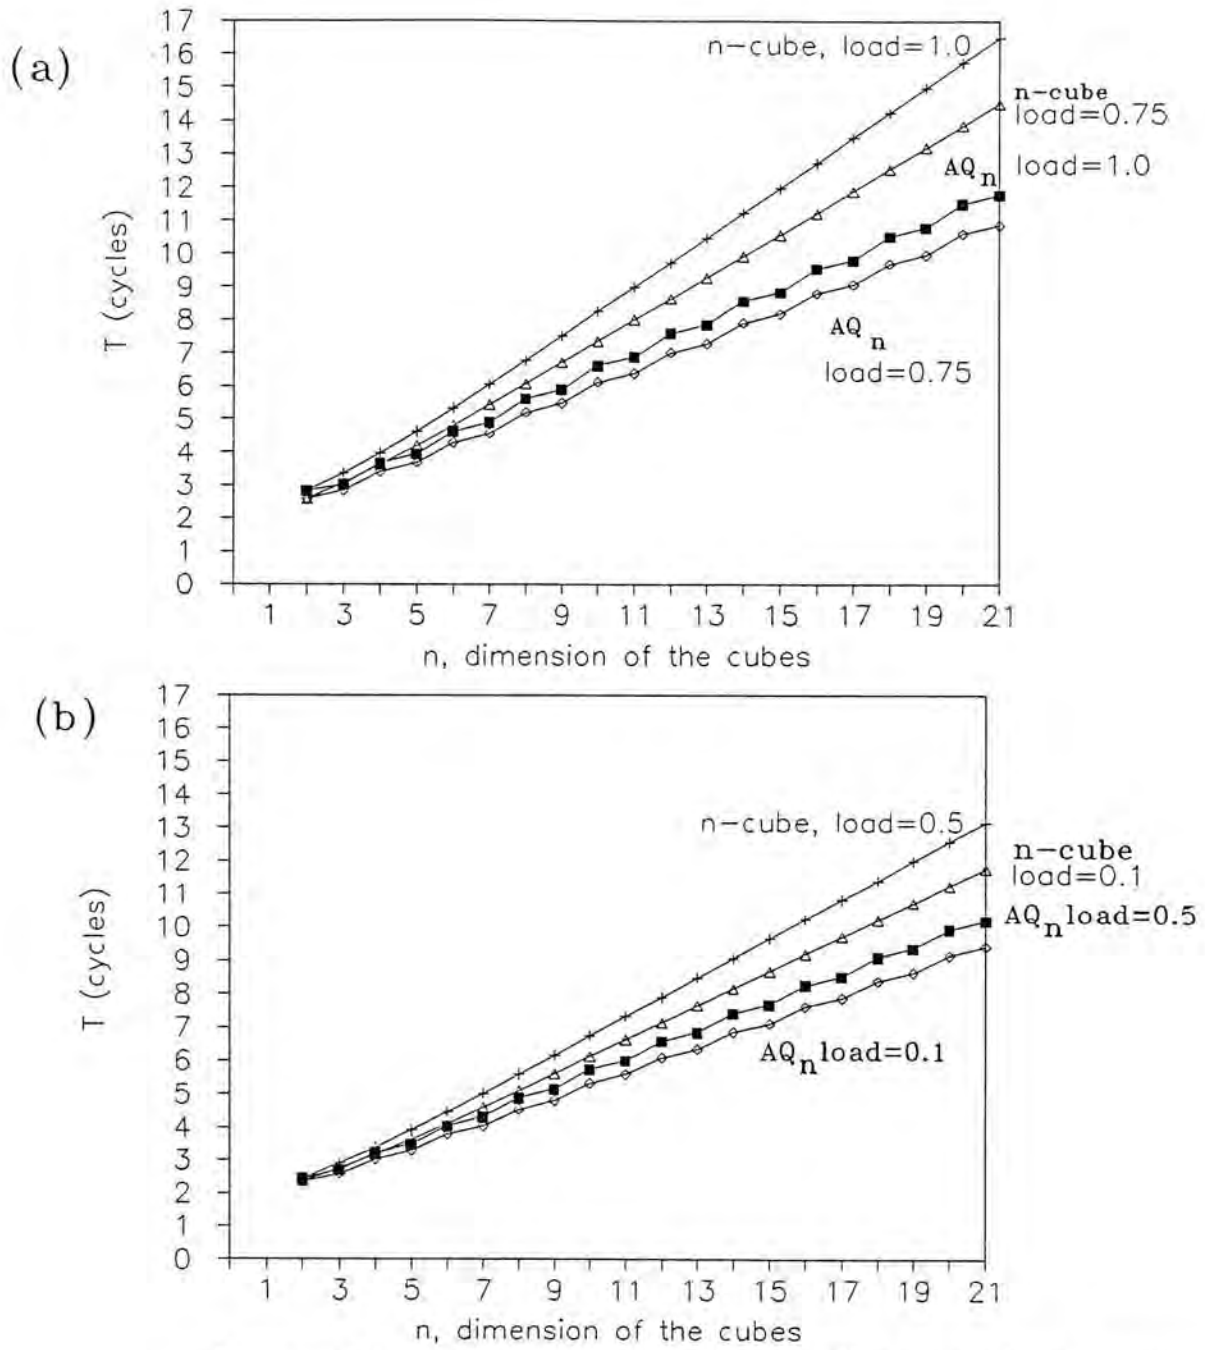 (a)
17
16
15
14
13
12
11
10
9
8
7
6
5
4
3
2
1
0
T (cycles)
n-cube, load=1.0
n-cube
load=0.75
AQn load=1.0
AQn
load=0.75
1 3 5 7 9 11 13 15 17 19 21
n, dimension of the cubes
(b)
17
16
15
14
13
12
11
10
9
8
7
6
5
4
3
2
1
0
T (cycles)
n-cube, load=0.5
n-cube
load=0.1
AQn load=0.5
AQn load=0.1
1 3 5 7 9 11 13 15 17 19 21
n, dimension of the cubes